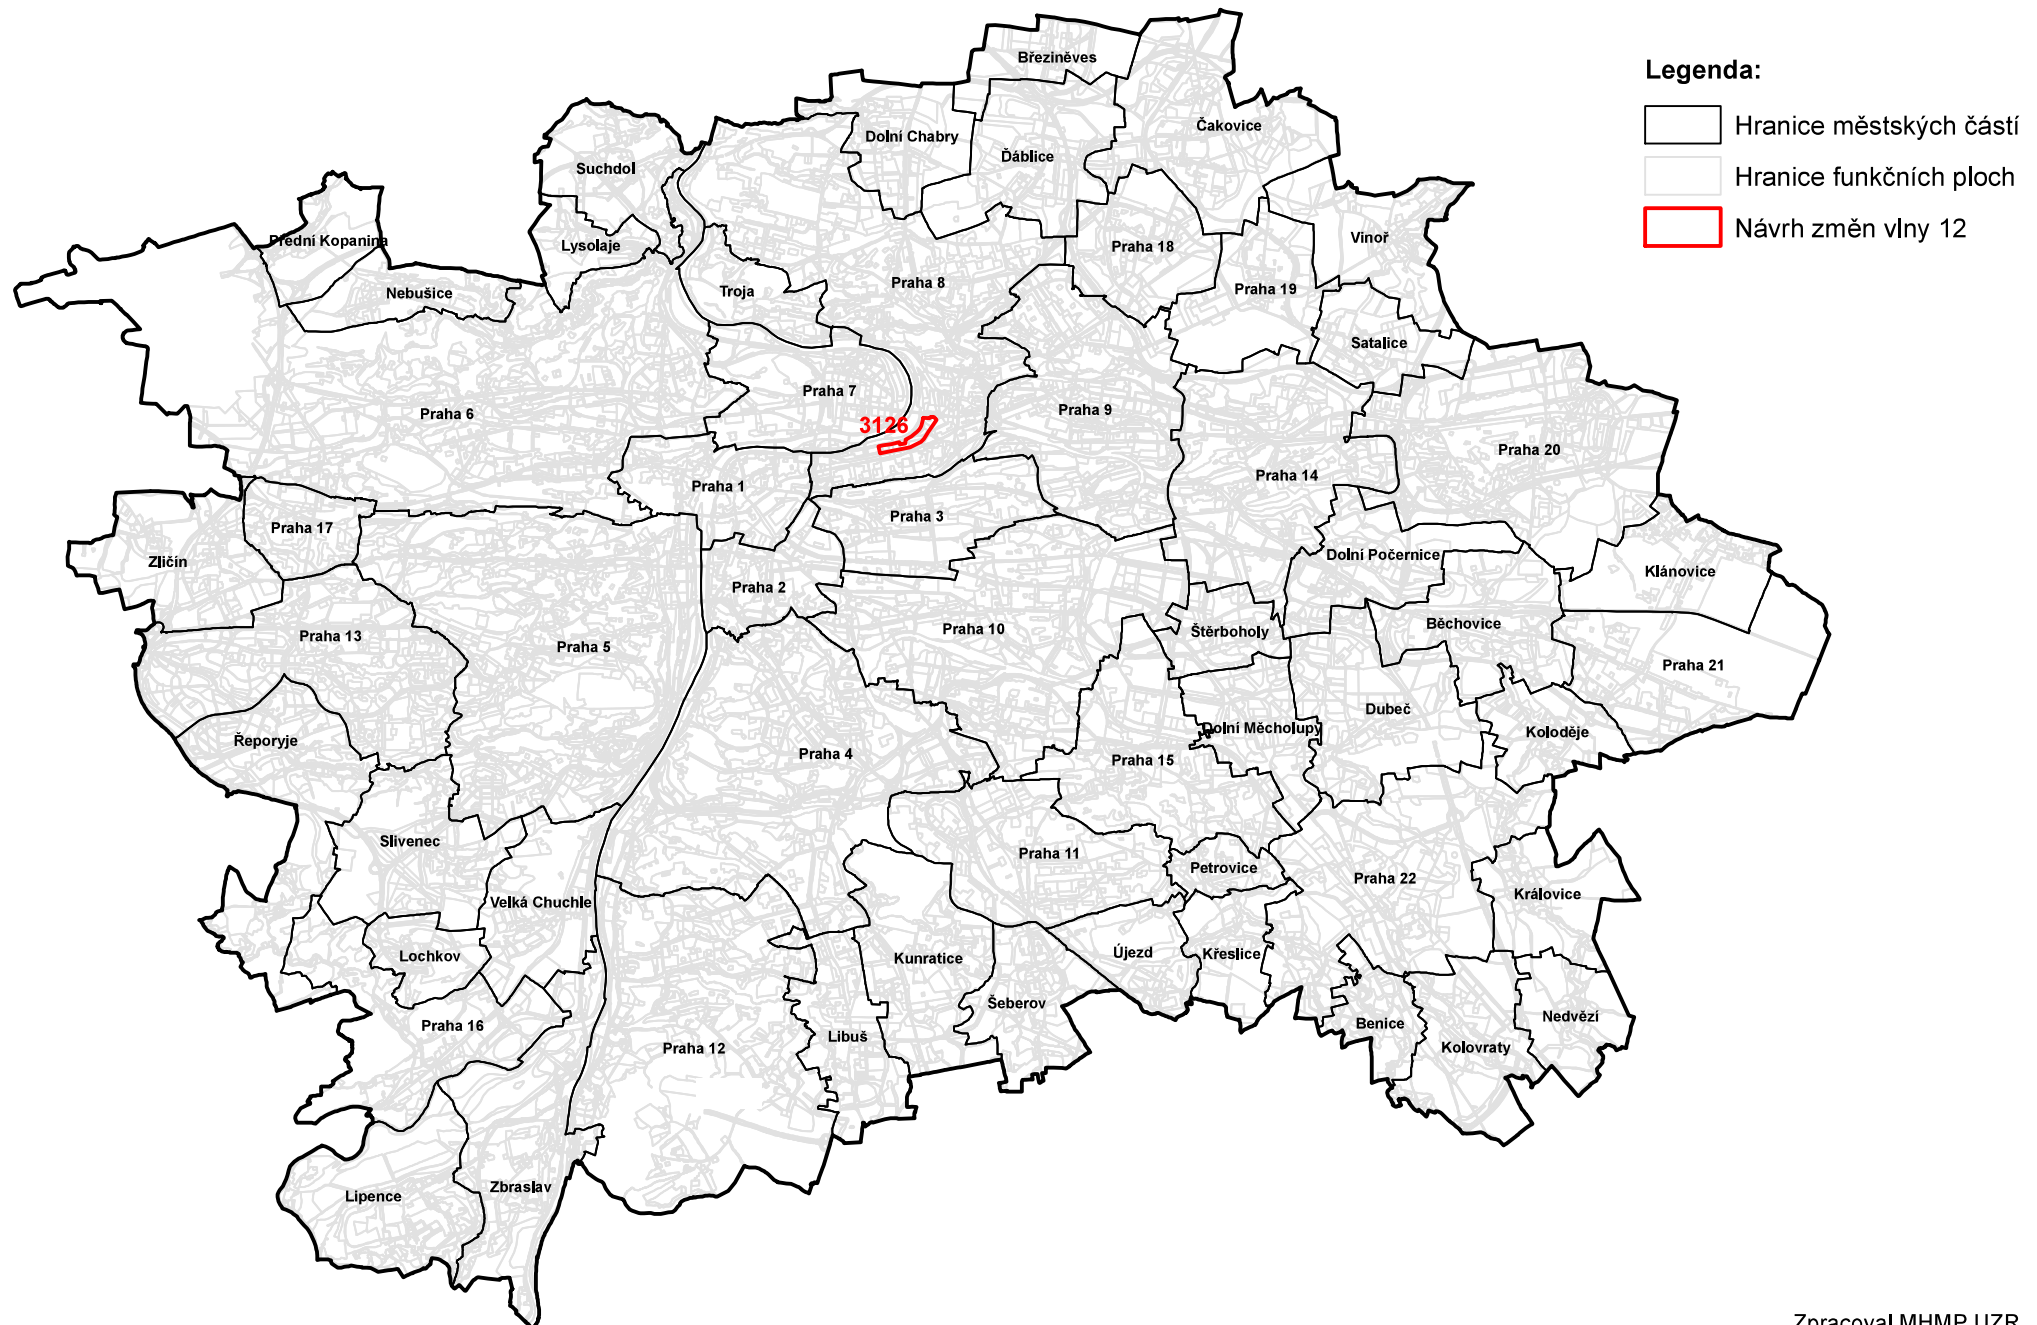 Legenda:
Hranice městských částí
Hranice funkčních ploch
Návrh změn vlny 12
Březiněves
Čakovice
Dolní Chabry
Ďáblice
Suchdol
Lysolaje
Přední Kopanina
Nebušice
Vinoř
Praha 18
Praha 19
Praha 8
Troja
Satalice
Praha 7
Praha 6
Praha 9
3126
Praha 20
Praha 14
Praha 1
Praha 3
Praha 17
Zličín
Dolní Počernice
Klánovice
Praha 2
Praha 13
Praha 5
Praha 10
Štěrboholy
Běchovice
Praha 21
Dubeč
Koloděje
Řeporyje
Praha 4
Dolní Měcholupy
Praha 15
Slivenec
Praha 11
Petrovice
Praha 22
Královice
Velká Chuchle
Lochkov
Kunratice
Újezd
Křeslice
Šeberov
Praha 16
Praha 12
Libuš
Benice
Nedvězí
Kolovraty
Lipence
Zbraslav
Zpracoval MHMP UZR